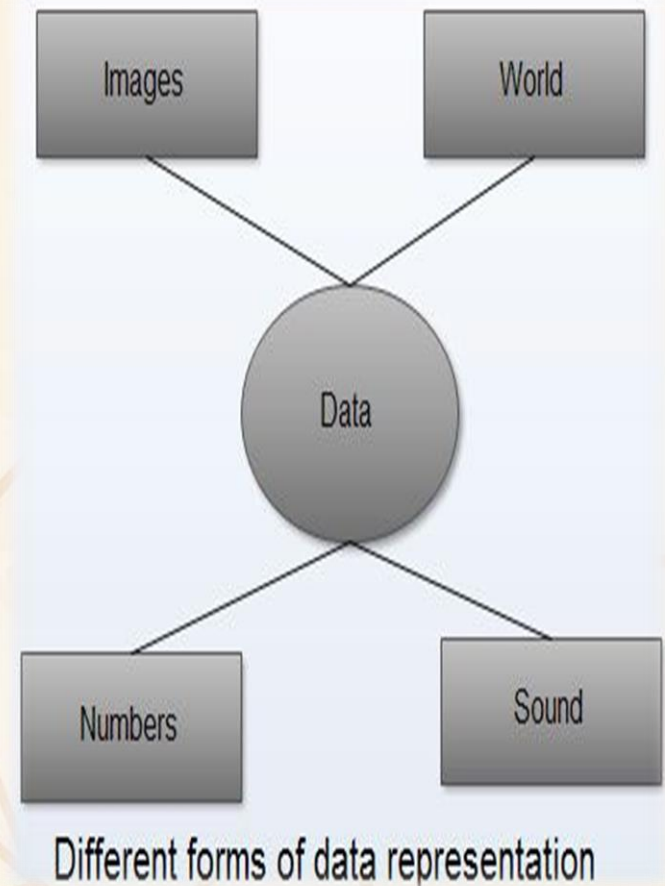 Images
World
Data
Numbers
Sound
Different forms of data representation